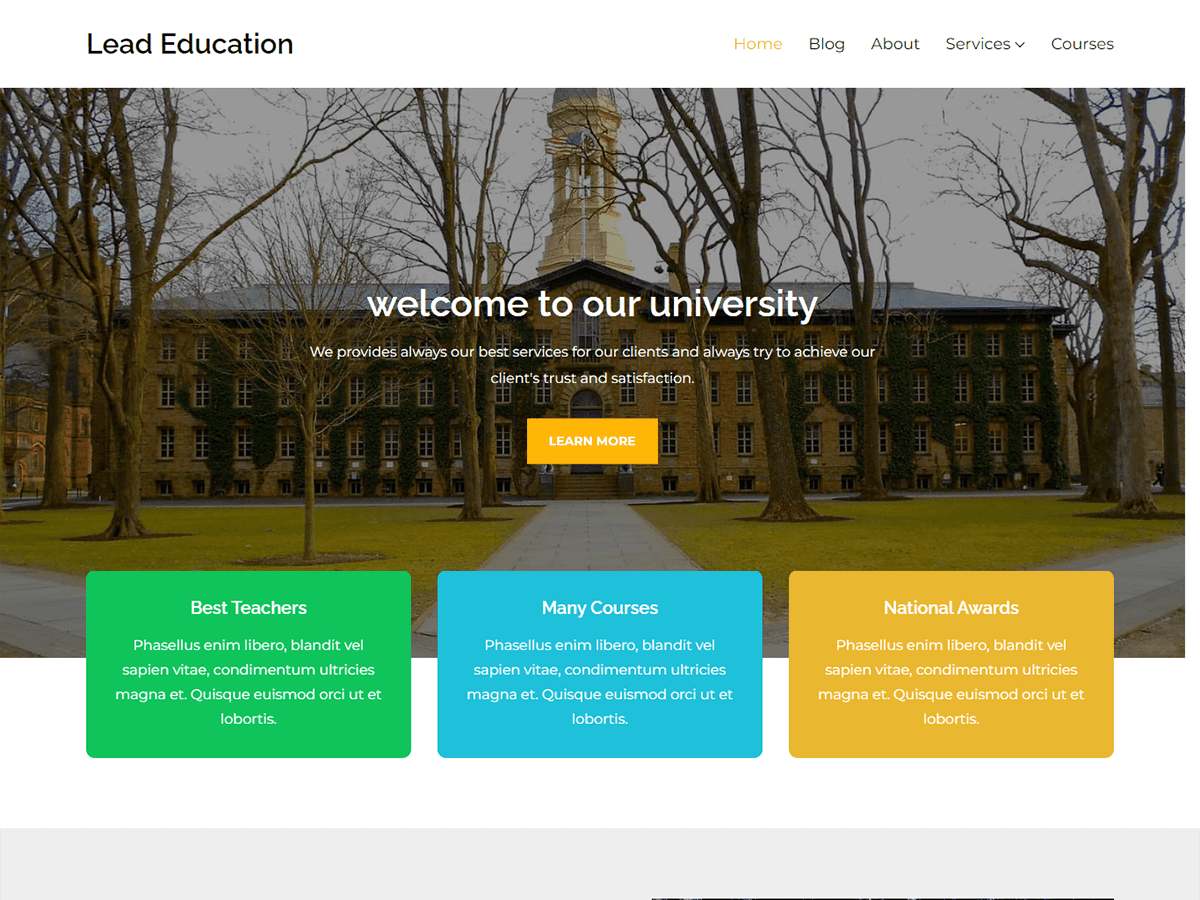 Lead Education
Home Blog About Services Courses
welcome to our university
We provides always our best services for our clients and always try to achieve our
client's trust and satisfaction.
LEARN MORE
Best Teachers
Phasellus enim libero, blandit vel
sapien vitae, condimentum ultricies
magna et. Quisque euismod orci ut et
lobortis.
Many Courses
Phasellus enim libero, blandit vel
sapien vitae, condimentum ultricies
magna et. Quisque euismod orci ut et
lobortis.
National Awards
Phasellus enim libero, blandit vel
sapien vitae, condimentum ultricies
magna et. Quisque euismod orci ut et
lobortis.